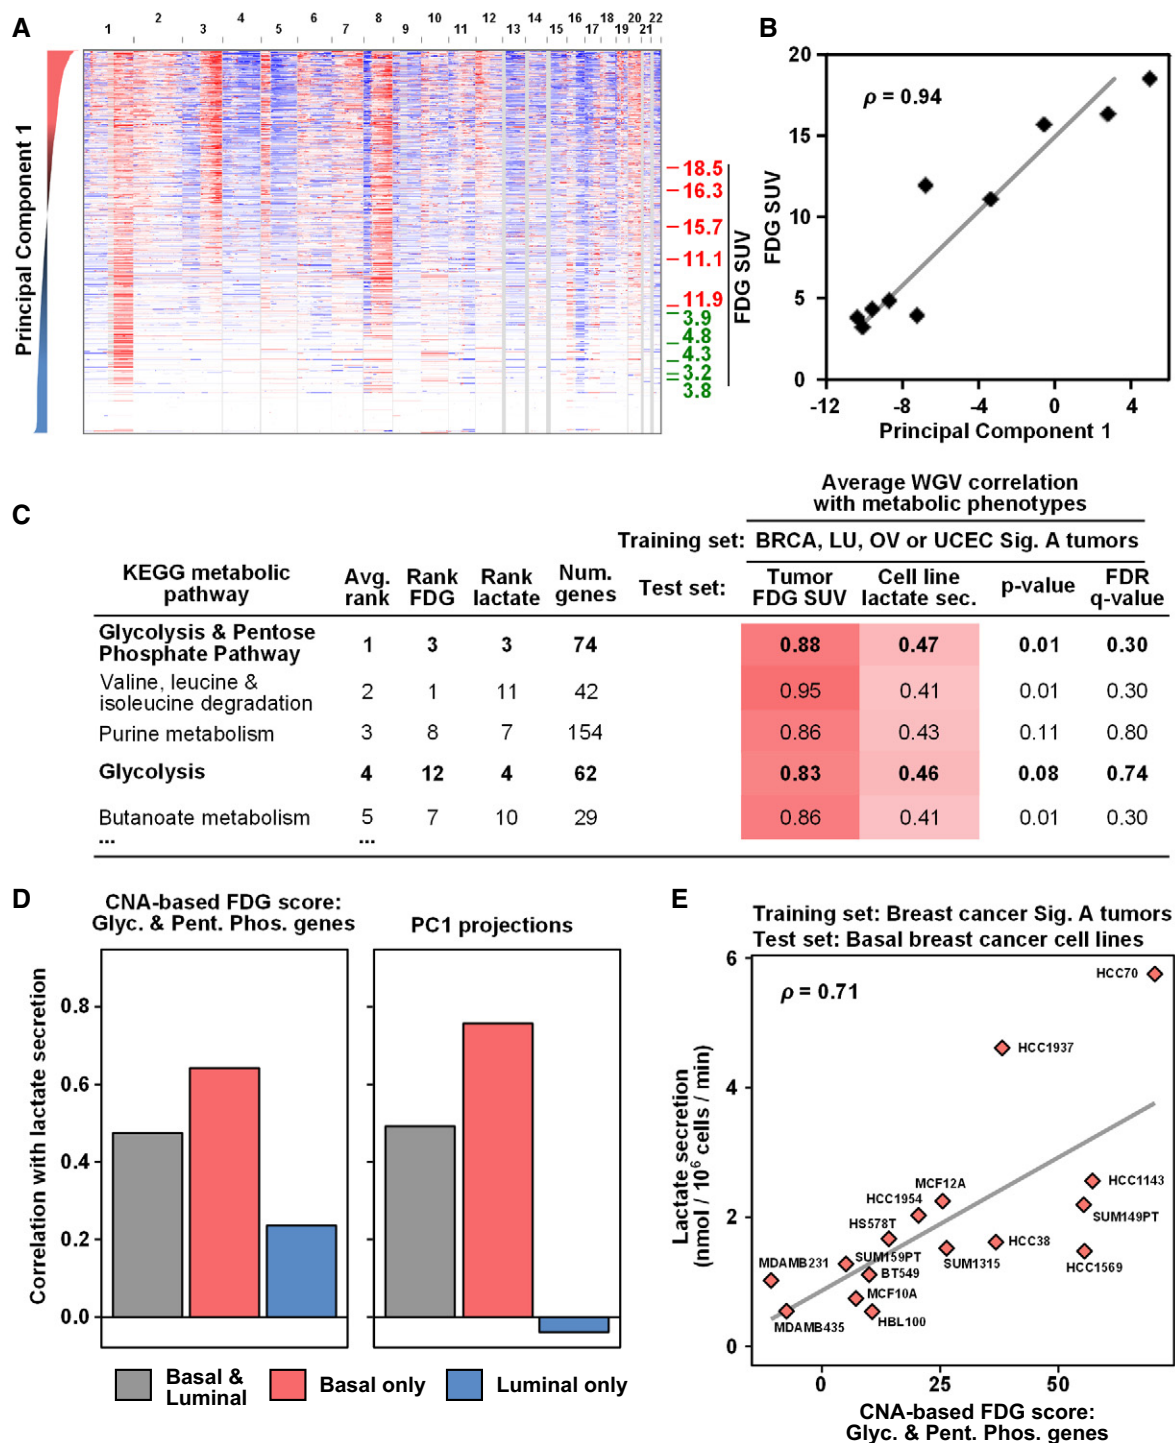 A
1 2 3 4 5 6 7 8 9 10 11 12 13 14 15 16 17 18 19 20 21 22
Principal Component 1
18.5
16.3
15.7
11.1
11.9
3.9
4.8
4.3
3.2
3.8
FDG SUV
B
ρ = 0.94
FDG SUV
20
15
10
5
0
-12 -8 -4 0 4
Principal Component 1
C
Average WGV correlation
with metabolic phenotypes
Training set: BRCA, LU, OV or UCEC Sig. A tumors
KEGG metabolic pathway Avg. rank Rank FDG Rank lactate Num. genes Test set: Tumor FDG SUV Cell line lactate sec. p-value FDR q-value
Glycolysis & Pentose
Phosphate Pathway 1 3 3 74 0.88 0.47 0.01 0.30
Valine, leucine &
isoleucine degradation 2 1 11 42 0.95 0.41 0.01 0.30
Purine metabolism 3 8 7 154 0.86 0.43 0.11 0.80
Glycolysis 4 12 4 62 0.83 0.46 0.08 0.74
Butanoate metabolism 5 7 10 29 0.86 0.41 0.01 0.30
... ...
D
CNA-based FDG score:
Glyc. & Pent. Phos. genes
PC1 projections
Correlation with lactate secretion
0.8
0.6
0.4
0.2
0.0
Basal &
Luminal
Basal only
Luminal only
E
Training set: Breast cancer Sig. A tumors
Test set: Basal breast cancer cell lines
ρ = 0.71
Lactate secretion
(nmol / 10⁶ cells / min)
6
4
2
0
HCC70
HCC1937
HCC1143
MCF12A
HCC1954
SUM149PT
HS578T
HCC38
SUM159PT
MDAMB231
SUM1315
HCC1569
BT549
MCF10A
HBL100
MDAMB435
0 25 50
CNA-based FDG score:
Glyc. & Pent. Phos. genes